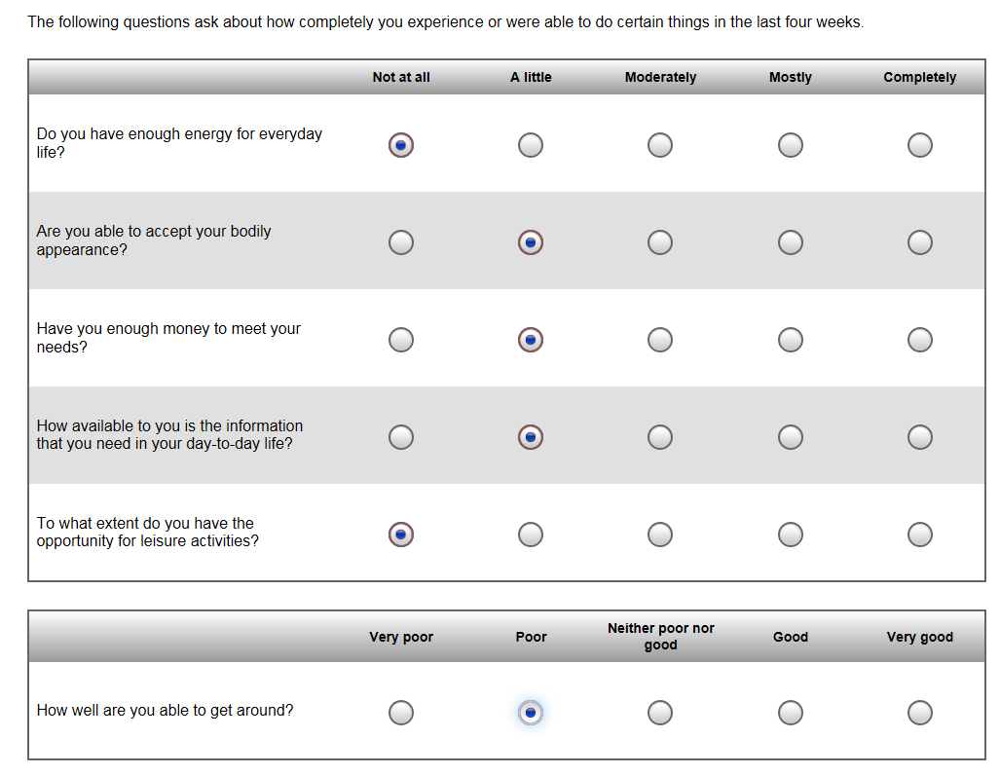 The following questions ask about how completely you experience or were able to do certain things in the last four weeks.
Not at all A little Moderately Mostly Completely
Do you have enough energy for everyday
life?
Are you able to accept your bodily
appearance?
Have you enough money to meet your
needs?
How available to you is the information
that you need in your day-to-day life?
To what extent do you have the
opportunity for leisure activities?
Very poor Poor Neither poor nor
good Good Very good
How well are you able to get around?